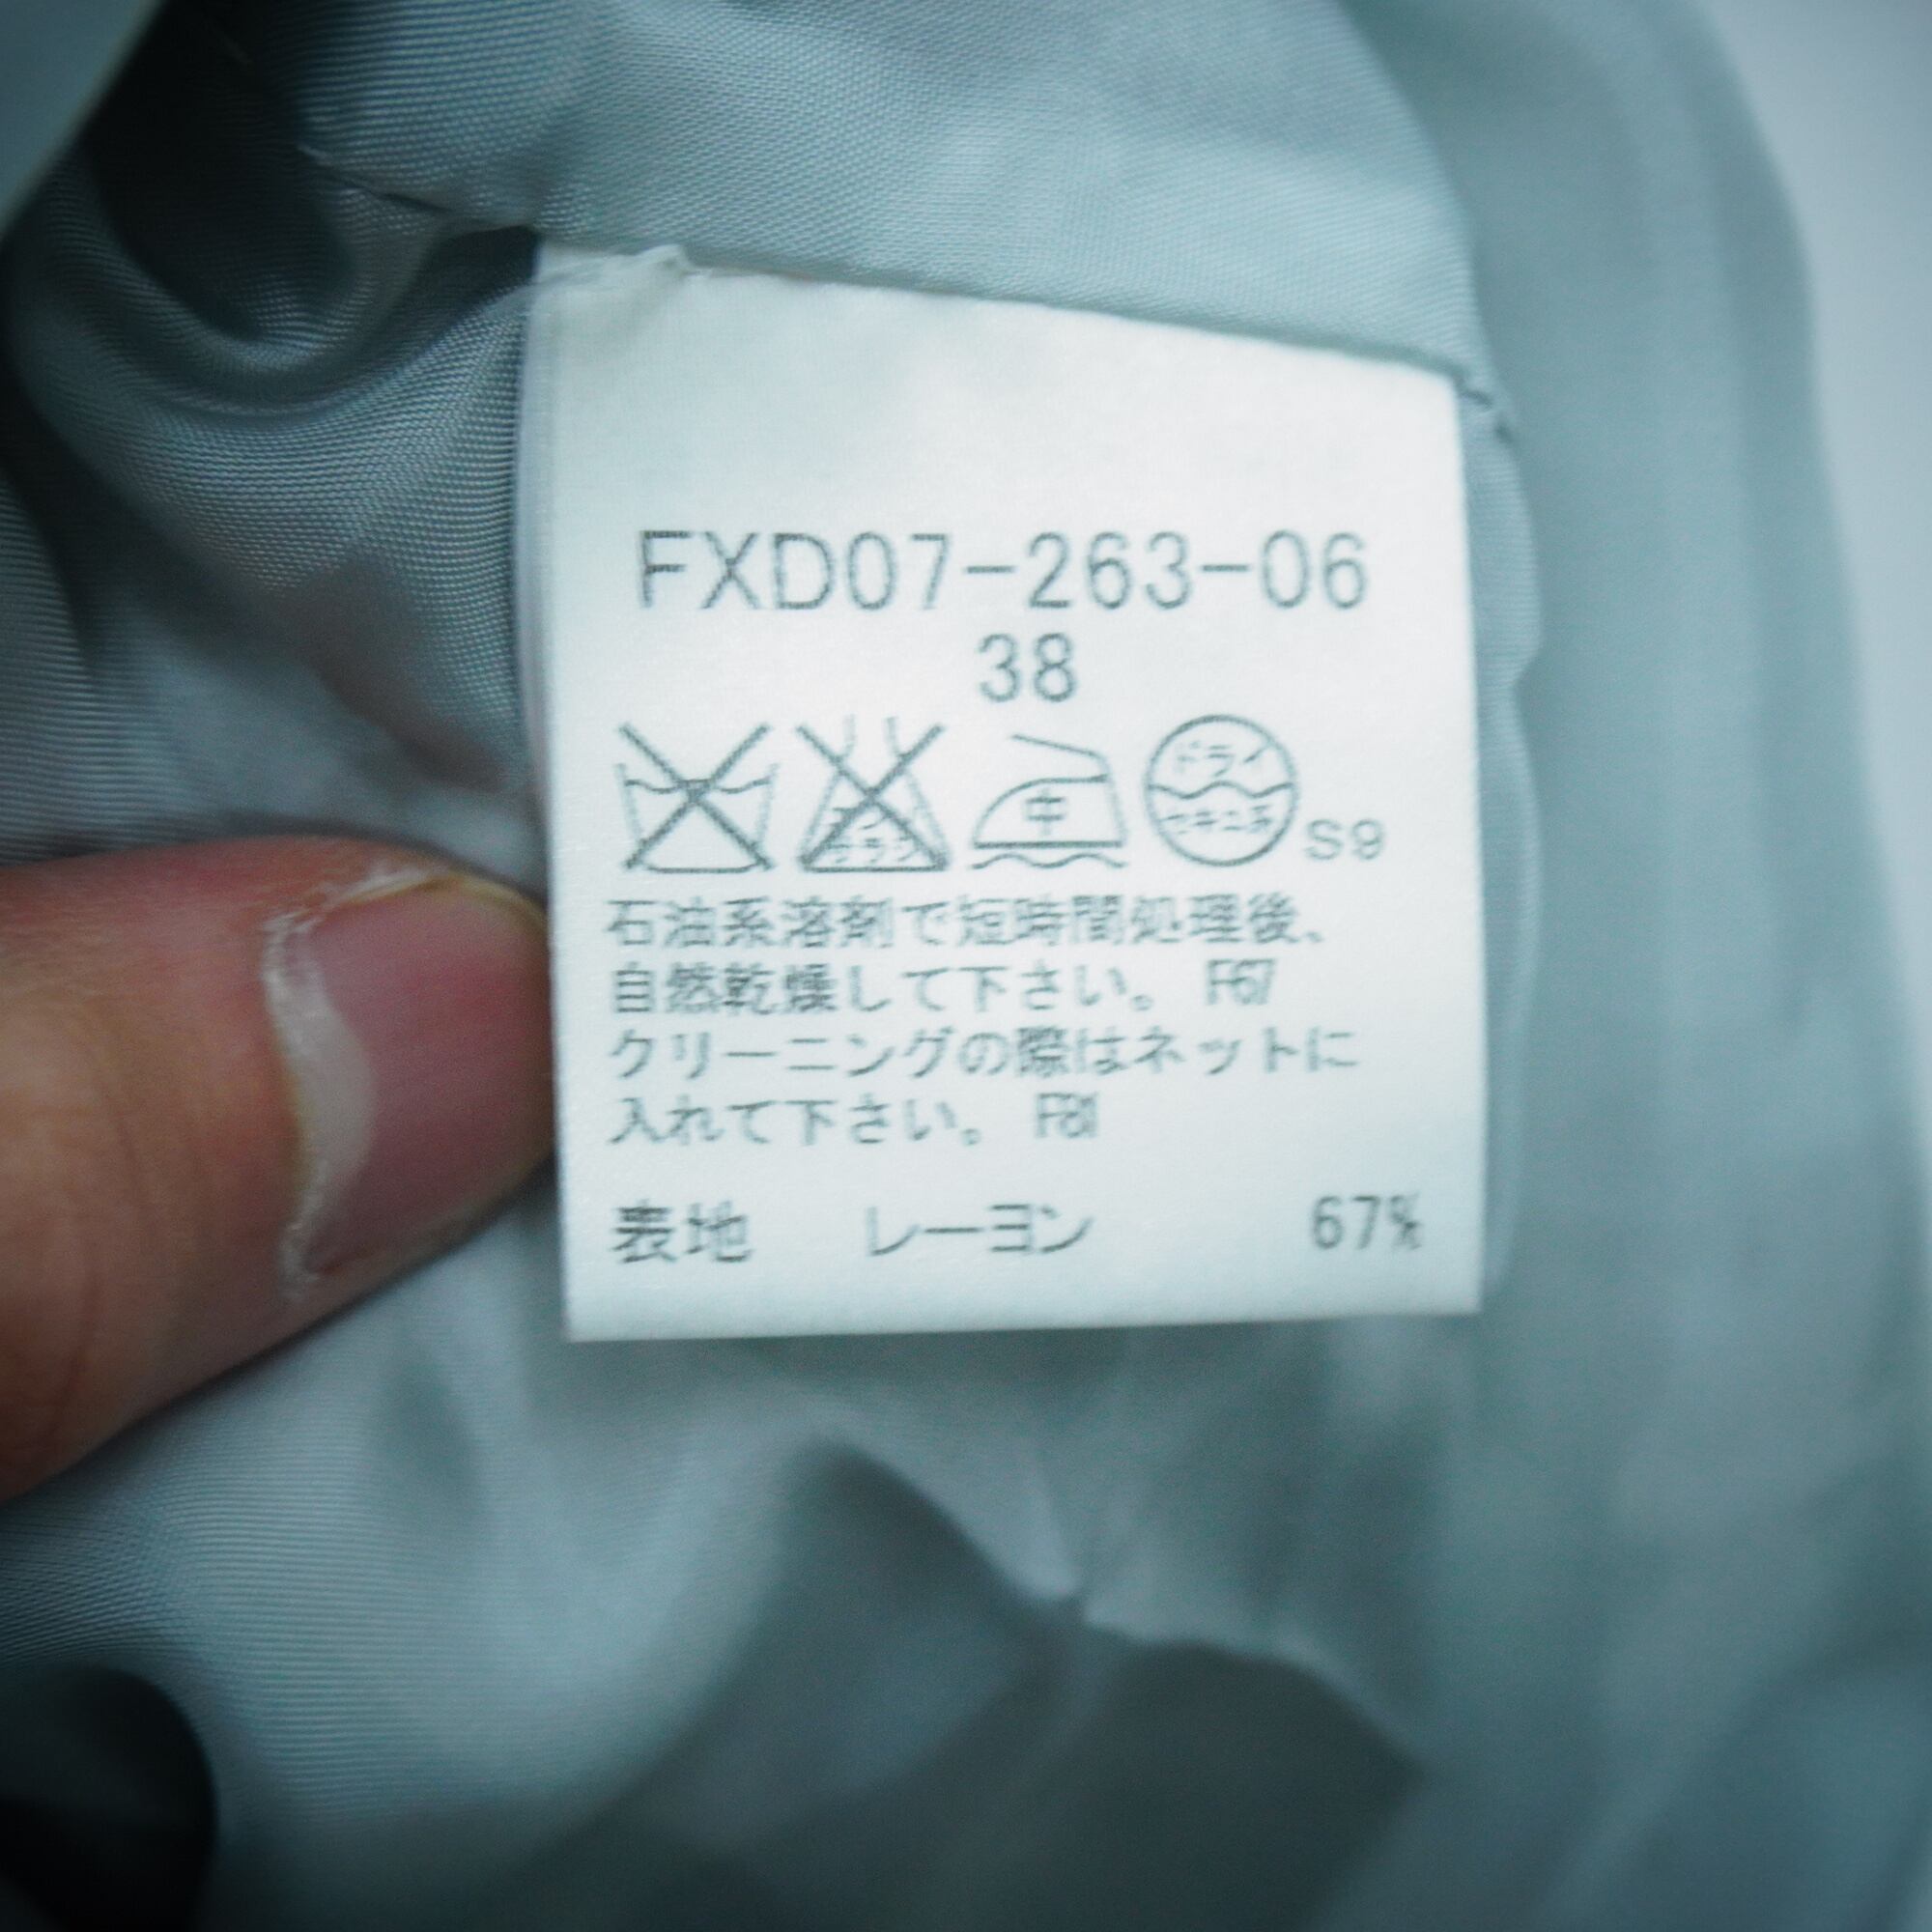 FXD07-263-06
38
中
ドライ
セキユ系
S9
石油系溶剤で短時間処理後、
自然乾燥して下さい。 F67
クリーニングの際はネットに
入れて下さい。 F81
表地 レーヨン 67%